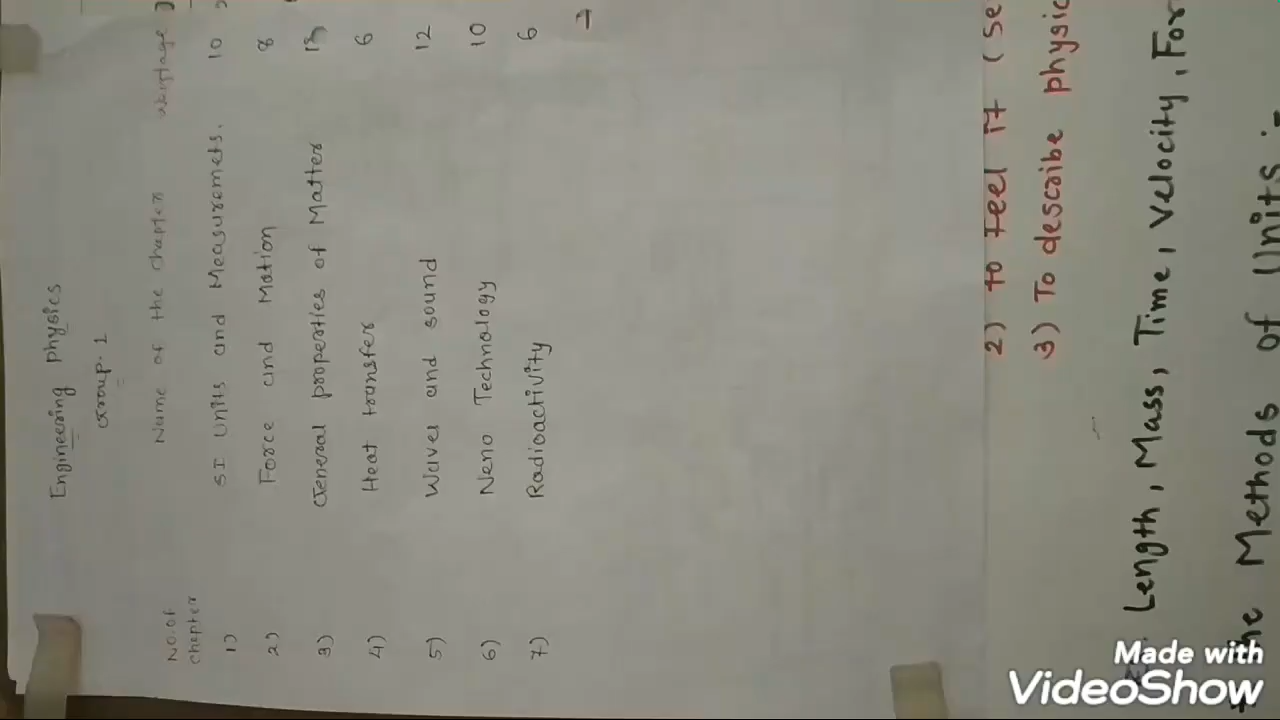 Engineering physics
Group. 1
No. of chapter Name of the chapter
1) SI Units and Measuremets. 10
2) Force and Motion 8
3) General properties of Matter
4) Heat transfer 6
5) Waves and sound 12
6) Neno Technology 10
7) Radioactivity 6
2) to feel it (se
3) To describe physic
Length, Mass, Time, Velocity, For
Methods of Units :-
Made with
VideoShow